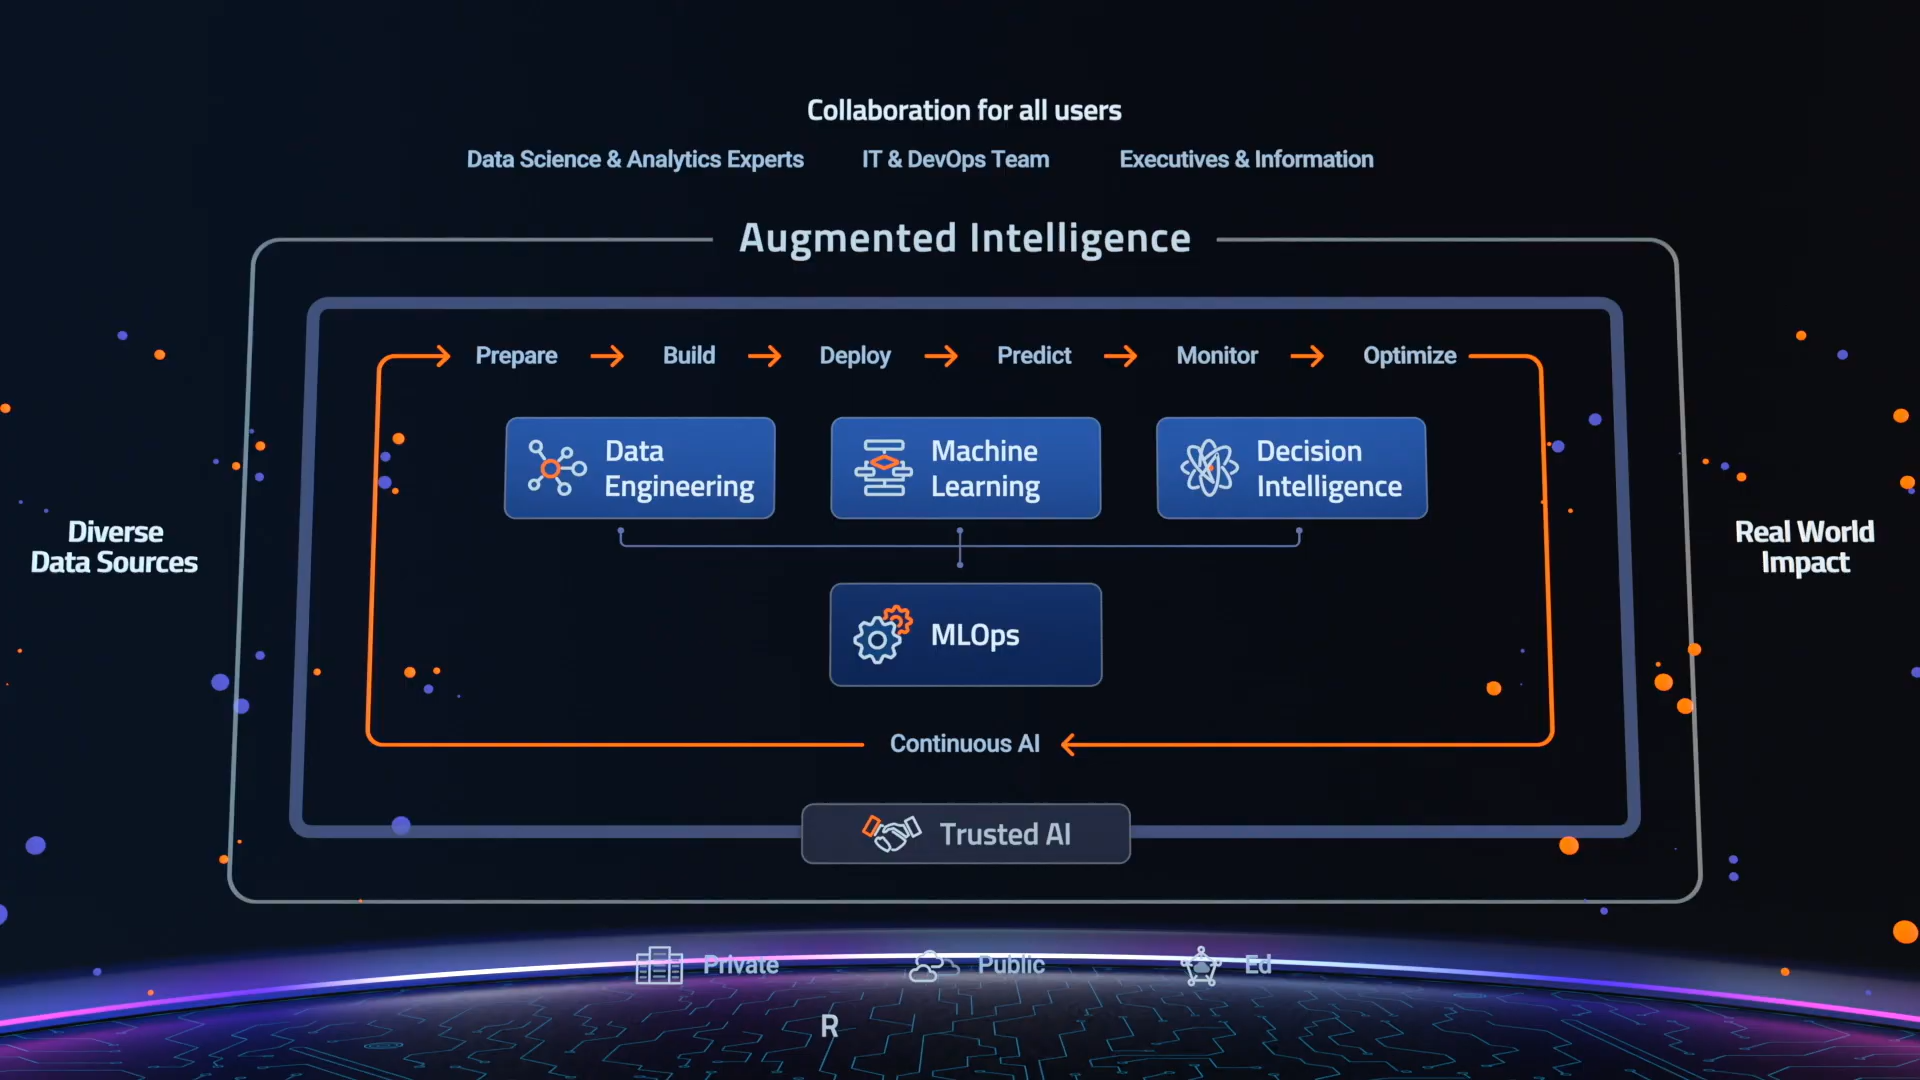 Collaboration for all users
Data Science & Analytics Experts
IT & DevOps Team
Executives & Information
Augmented Intelligence
Prepare
Build
Deploy
Predict
Monitor
Optimize
Data
Engineering
Machine
Learning
Decision
Intelligence
Diverse
Data Sources
Real World
Impact
MLOps
Continuous AI
Trusted AI
Private
Public
Ed
R